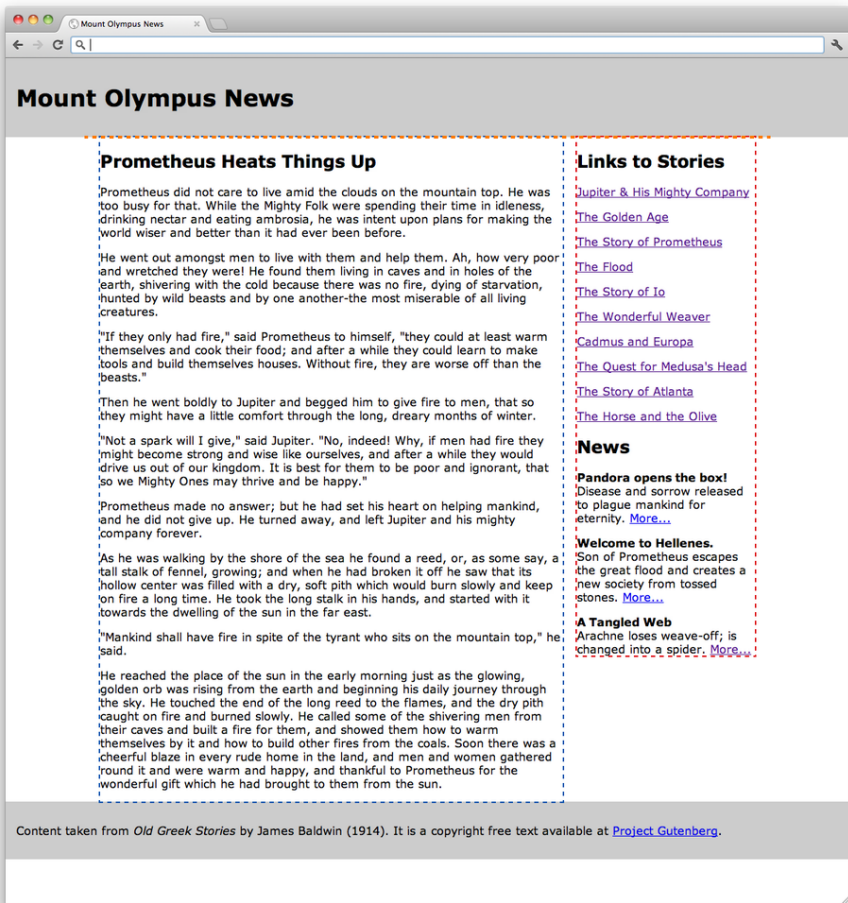 Mount Olympus News
Mount Olympus News
Prometheus Heats Things Up
Prometheus did not care to live amid the clouds on the mountain top. He was
too busy for that. While the Mighty Folk were spending their time in idleness,
drinking nectar and eating ambrosia, he was intent upon plans for making the
world wiser and better than it had ever been before.
He went out amongst men to live with them and help them. Ah, how very poor
and wretched they were! He found them living in caves and in holes of the
earth, shivering with the cold because there was no fire, dying of starvation,
hunted by wild beasts and by one another-the most miserable of all living
creatures.
"If they only had fire," said Prometheus to himself, "they could at least warm
themselves and cook their food; and after a while they could learn to make
tools and build themselves houses. Without fire, they are worse off than the
beasts."
Then he went boldly to Jupiter and begged him to give fire to men, that so
they might have a little comfort through the long, dreary months of winter.
"Not a spark will I give," said Jupiter. "No, indeed! Why, if men had fire they
might become strong and wise like ourselves, and after a while they would
drive us out of our kingdom. It is best for them to be poor and ignorant, that
so we Mighty Ones may thrive and be happy."
Prometheus made no answer; but he had set his heart on helping mankind,
and he did not give up. He turned away, and left Jupiter and his mighty
company forever.
As he was walking by the shore of the sea he found a reed, or, as some say, a
tall stalk of fennel, growing; and when he had broken it off he saw that its
hollow center was filled with a dry, soft pith which would burn slowly and keep
on fire a long time. He took the long stalk in his hands, and started with it
towards the dwelling of the sun in the far east.
"Mankind shall have fire in spite of the tyrant who sits on the mountain top," he
said.
He reached the place of the sun in the early morning just as the glowing,
golden orb was rising from the earth and beginning his daily journey through
the sky. He touched the end of the long reed to the flames, and the dry pith
caught on fire and burned slowly. He called some of the shivering men from
their caves and built a fire for them, and showed them how to warm
themselves by it and how to build other fires from the coals. Soon there was a
cheerful blaze in every rude home in the land, and men and women gathered
round it and were warm and happy, and thankful to Prometheus for the
wonderful gift which he had brought to them from the sun.
Links to Stories
Jupiter & His Mighty Company
The Golden Age
The Story of Prometheus
The Flood
The Story of Io
The Wonderful Weaver
Cadmus and Europa
The Quest for Medusa's Head
The Story of Atlanta
The Horse and the Olive
News
Pandora opens the box!
Disease and sorrow released
to plague mankind for
eternity. More...
Welcome to Hellenes.
Son of Prometheus escapes
the great flood and creates a
new society from tossed
stones. More...
A Tangled Web
Arachne loses weave-off; is
changed into a spider. More...
Content taken from Old Greek Stories by James Baldwin (1914). It is a copyright free text available at Project Gutenberg.